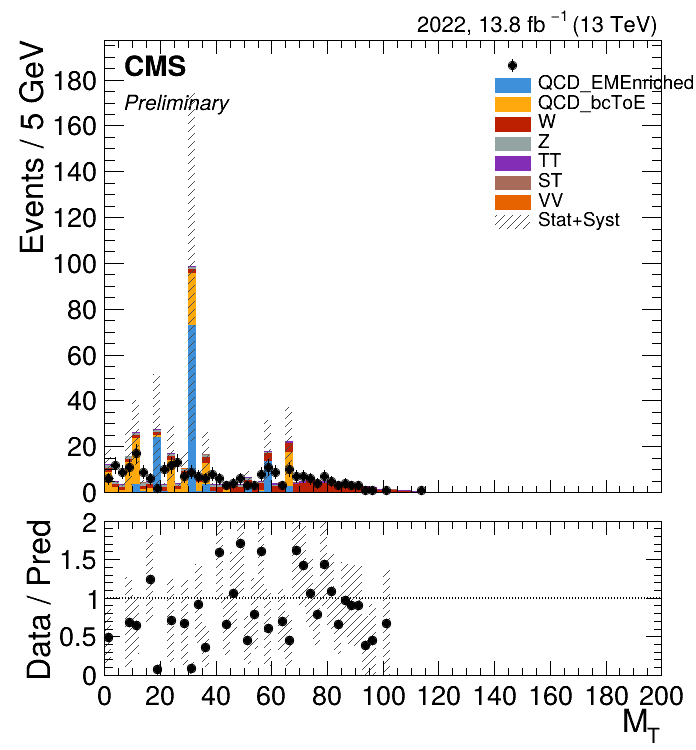 2022, 13.8 fb −1 (13 TeV)
Events / 5 GeV
CMS
Preliminary
QCD_EMEnriched
QCD_bcToE
W
Z
TT
ST
VV
Stat+Syst
180
160
140
120
100
80
60
40
20
0
Data / Pred
2
1.5
1
0.5
0
0 20 40 60 80 100 120 140 160 180 200
M_T